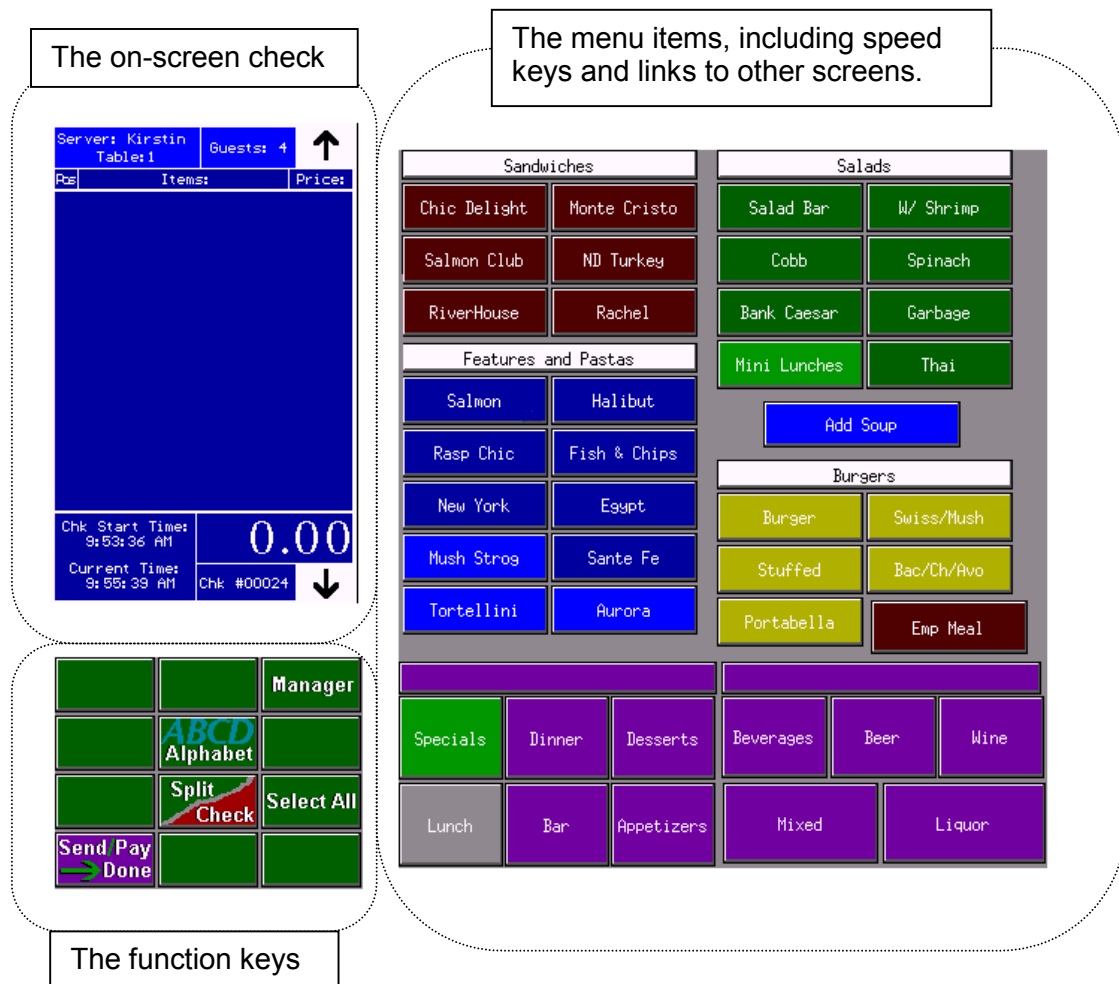 The on-screen check
The menu items, including speed
keys and links to other screens.
Server: Kirstin
Table:1
Guests: 4
Pos
Items:
Price:
Chk Start Time:
9:53:36 AM
0.00
Current Time:
9:55:39 AM
Chk #00024
Manager
ABCD
Alphabet
Split
Check
Select All
Send/Pay
Done
The function keys
Sandwiches
Chic Delight
Monte Cristo
Salmon Club
ND Turkey
RiverHouse
Rachel
Features and Pastas
Salmon
Halibut
Rasp Chic
Fish & Chips
New York
Egypt
Mush Strog
Sante Fe
Tortellini
Aurora
Salads
Salad Bar
W/ Shrimp
Cobb
Spinach
Bank Caesar
Garbage
Mini Lunches
Thai
Add Soup
Burgers
Burger
Swiss/Mush
Stuffed
Bac/Ch/Avo
Portabella
Emp Meal
Specials
Dinner
Desserts
Beverages
Beer
Wine
Lunch
Bar
Appetizers
Mixed
Liquor